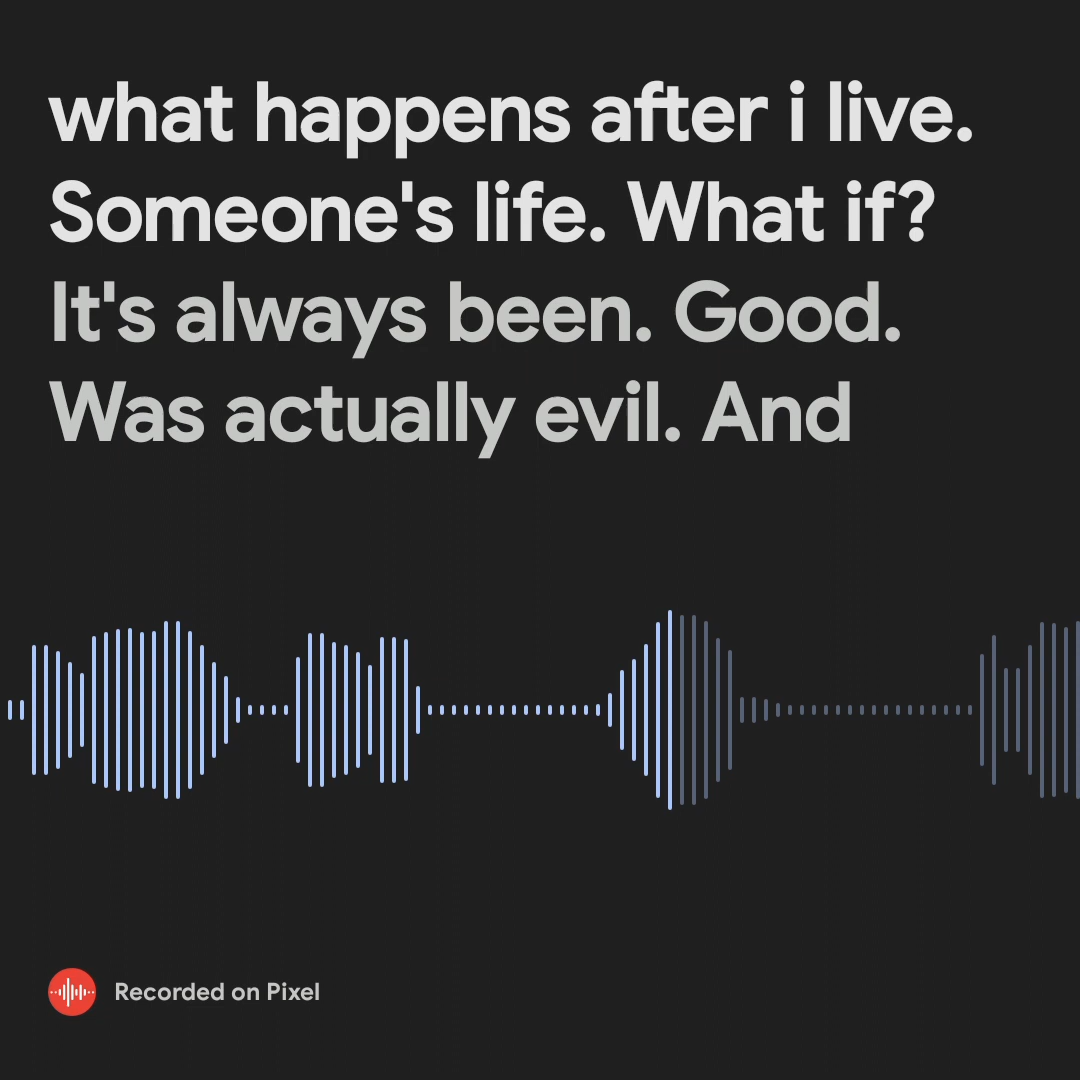 what happens after i live.
Someone's life. What if?
It's always been. Good.
Was actually evil. And
Recorded on Pixel